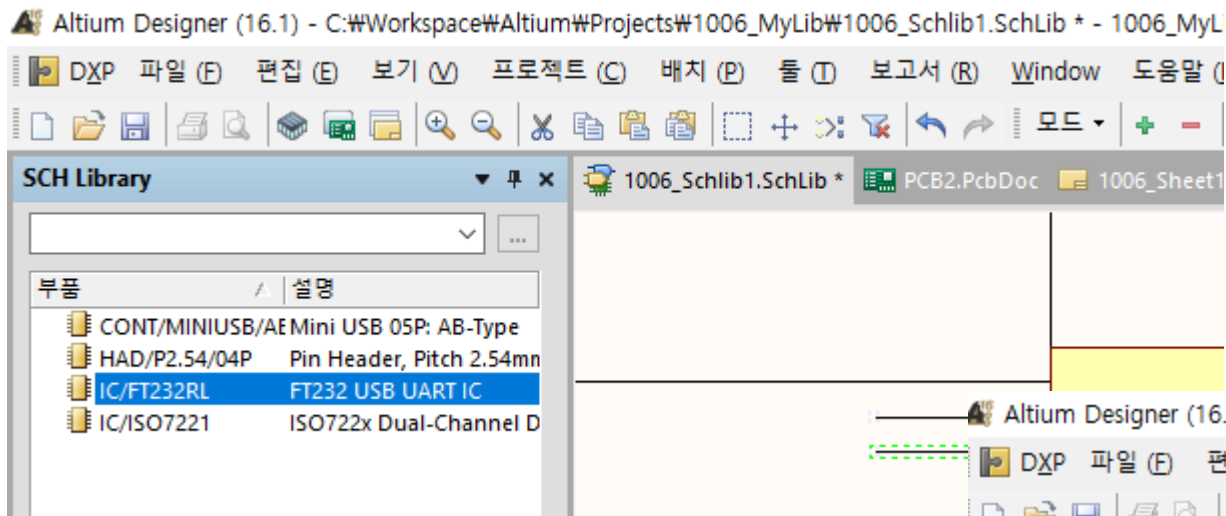 Altium Designer (16.1) - C:₩Workspace₩Altium₩Projects₩1006_MyLib₩1006_Schlib1.SchLib * - 1006_MyL
DXP 파일 (F) 편집 (E) 보기 (V) 프로젝트 (C) 배치 (P) 툴 (T) 보고서 (R) Window 도움말
모드
SCH Library
1006_Schlib1.SchLib * PCB2.PcbDoc 1006_Sheet1
...
부품 설명
CONT/MINIUSB/AB Mini USB 05P: AB-Type
HAD/P2.54/04P Pin Header, Pitch 2.54mm
IC/FT232RL FT232 USB UART IC
IC/ISO7221 ISO722x Dual-Channel D
Altium Designer (16.
DXP 파일 (F) 편